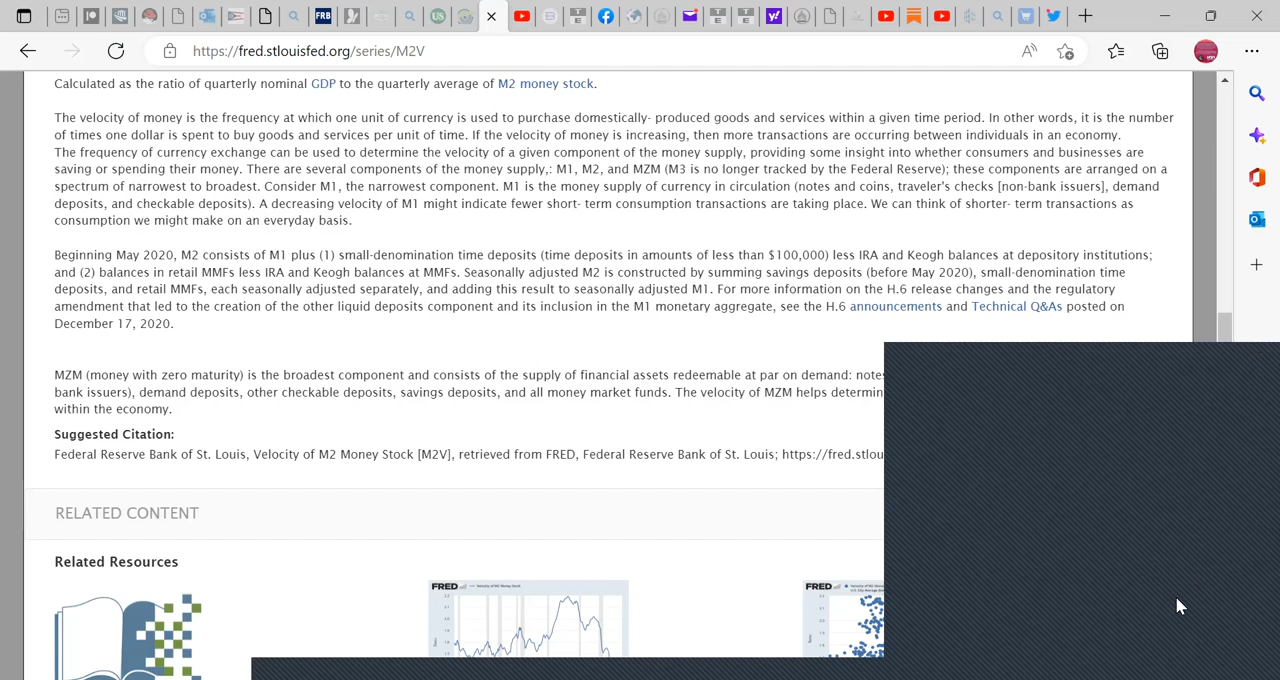 https://fred.stlouisfed.org/series/M2V
Calculated as the ratio of quarterly nominal GDP to the quarterly average of M2 money stock.
The velocity of money is the frequency at which one unit of currency is used to purchase domestically- produced goods and services within a given time period. In other words, it is the number
of times one dollar is spent to buy goods and services per unit of time. If the velocity of money is increasing, then more transactions are occurring between individuals in an economy.
The frequency of currency exchange can be used to determine the velocity of a given component of the money supply, providing some insight into whether consumers and businesses are
saving or spending their money. There are several components of the money supply,: M1, M2, and MZM (M3 is no longer tracked by the Federal Reserve); these components are arranged on a
spectrum of narrowest to broadest. Consider M1, the narrowest component. M1 is the money supply of currency in circulation (notes and coins, traveler's checks [non-bank issuers], demand
deposits, and checkable deposits). A decreasing velocity of M1 might indicate fewer short- term consumption transactions are taking place. We can think of shorter- term transactions as
consumption we might make on an everyday basis.
Beginning May 2020, M2 consists of M1 plus (1) small-denomination time deposits (time deposits in amounts of less than $100,000) less IRA and Keogh balances at depository institutions;
and (2) balances in retail MMFs less IRA and Keogh balances at MMFs. Seasonally adjusted M2 is constructed by summing savings deposits (before May 2020), small-denomination time
deposits, and retail MMFs, each seasonally adjusted separately, and adding this result to seasonally adjusted M1. For more information on the H.6 release changes and the regulatory
amendment that led to the creation of the other liquid deposits component and its inclusion in the M1 monetary aggregate, see the H.6 announcements and Technical Q&As posted on
December 17, 2020.
MZM (money with zero maturity) is the broadest component and consists of the supply of financial assets redeemable at par on demand: notes
bank issuers), demand deposits, other checkable deposits, savings deposits, and all money market funds. The velocity of MZM helps determin
within the economy.
Suggested Citation:
Federal Reserve Bank of St. Louis, Velocity of M2 Money Stock [M2V], retrieved from FRED, Federal Reserve Bank of St. Louis; https://fred.stlou
RELATED CONTENT
Related Resources
FRED Velocity of M2 Money Stock
FRED